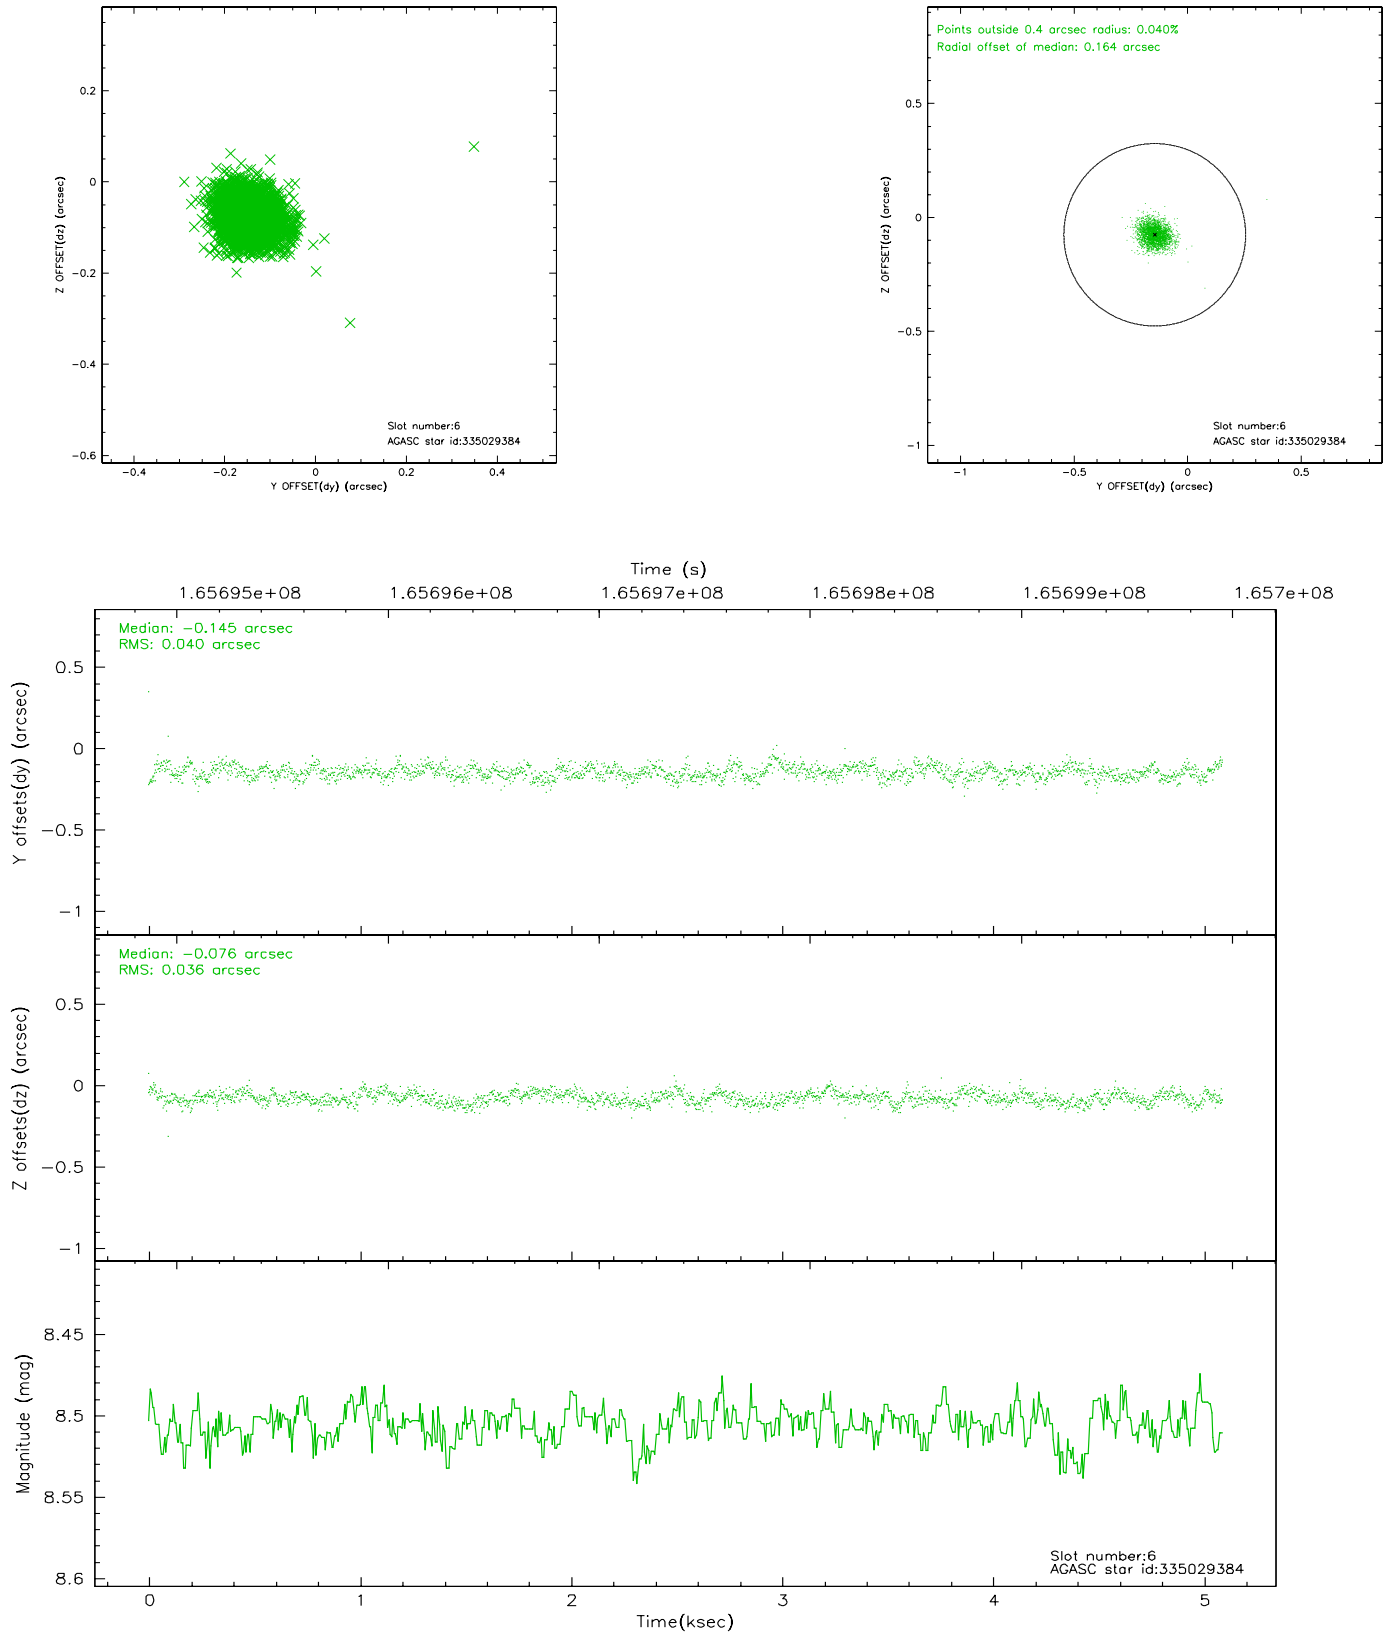 0.2
0
-0.2
-0.4
-0.6
Z OFFSET(dz) (arcsec)
Slot number:6
AGASC star id:335029384
-0.4 -0.2 0 0.2 0.4
Y OFFSET(dy) (arcsec)
Points outside 0.4 arcsec radius: 0.040%
Radial offset of median: 0.164 arcsec
0.5
0
-0.5
-1
Z OFFSET(dz) (arcsec)
Slot number:6
AGASC star id:335029384
-1 -0.5 0 0.5
Y OFFSET(dy) (arcsec)
Time (s)
1.65695e+08 1.65696e+08 1.65697e+08 1.65698e+08 1.65699e+08 1.657e+08
Median: -0.145 arcsec
RMS: 0.040 arcsec
0.5
0
-0.5
-1
Y offsets(dy) (arcsec)
Median: -0.076 arcsec
RMS: 0.036 arcsec
0.5
0
-0.5
-1
Z offsets(dz) (arcsec)
8.45
8.5
8.55
8.6
Magnitude (mag)
Slot number:6
AGASC star id:335029384
0 1 2 3 4 5
Time(ksec)